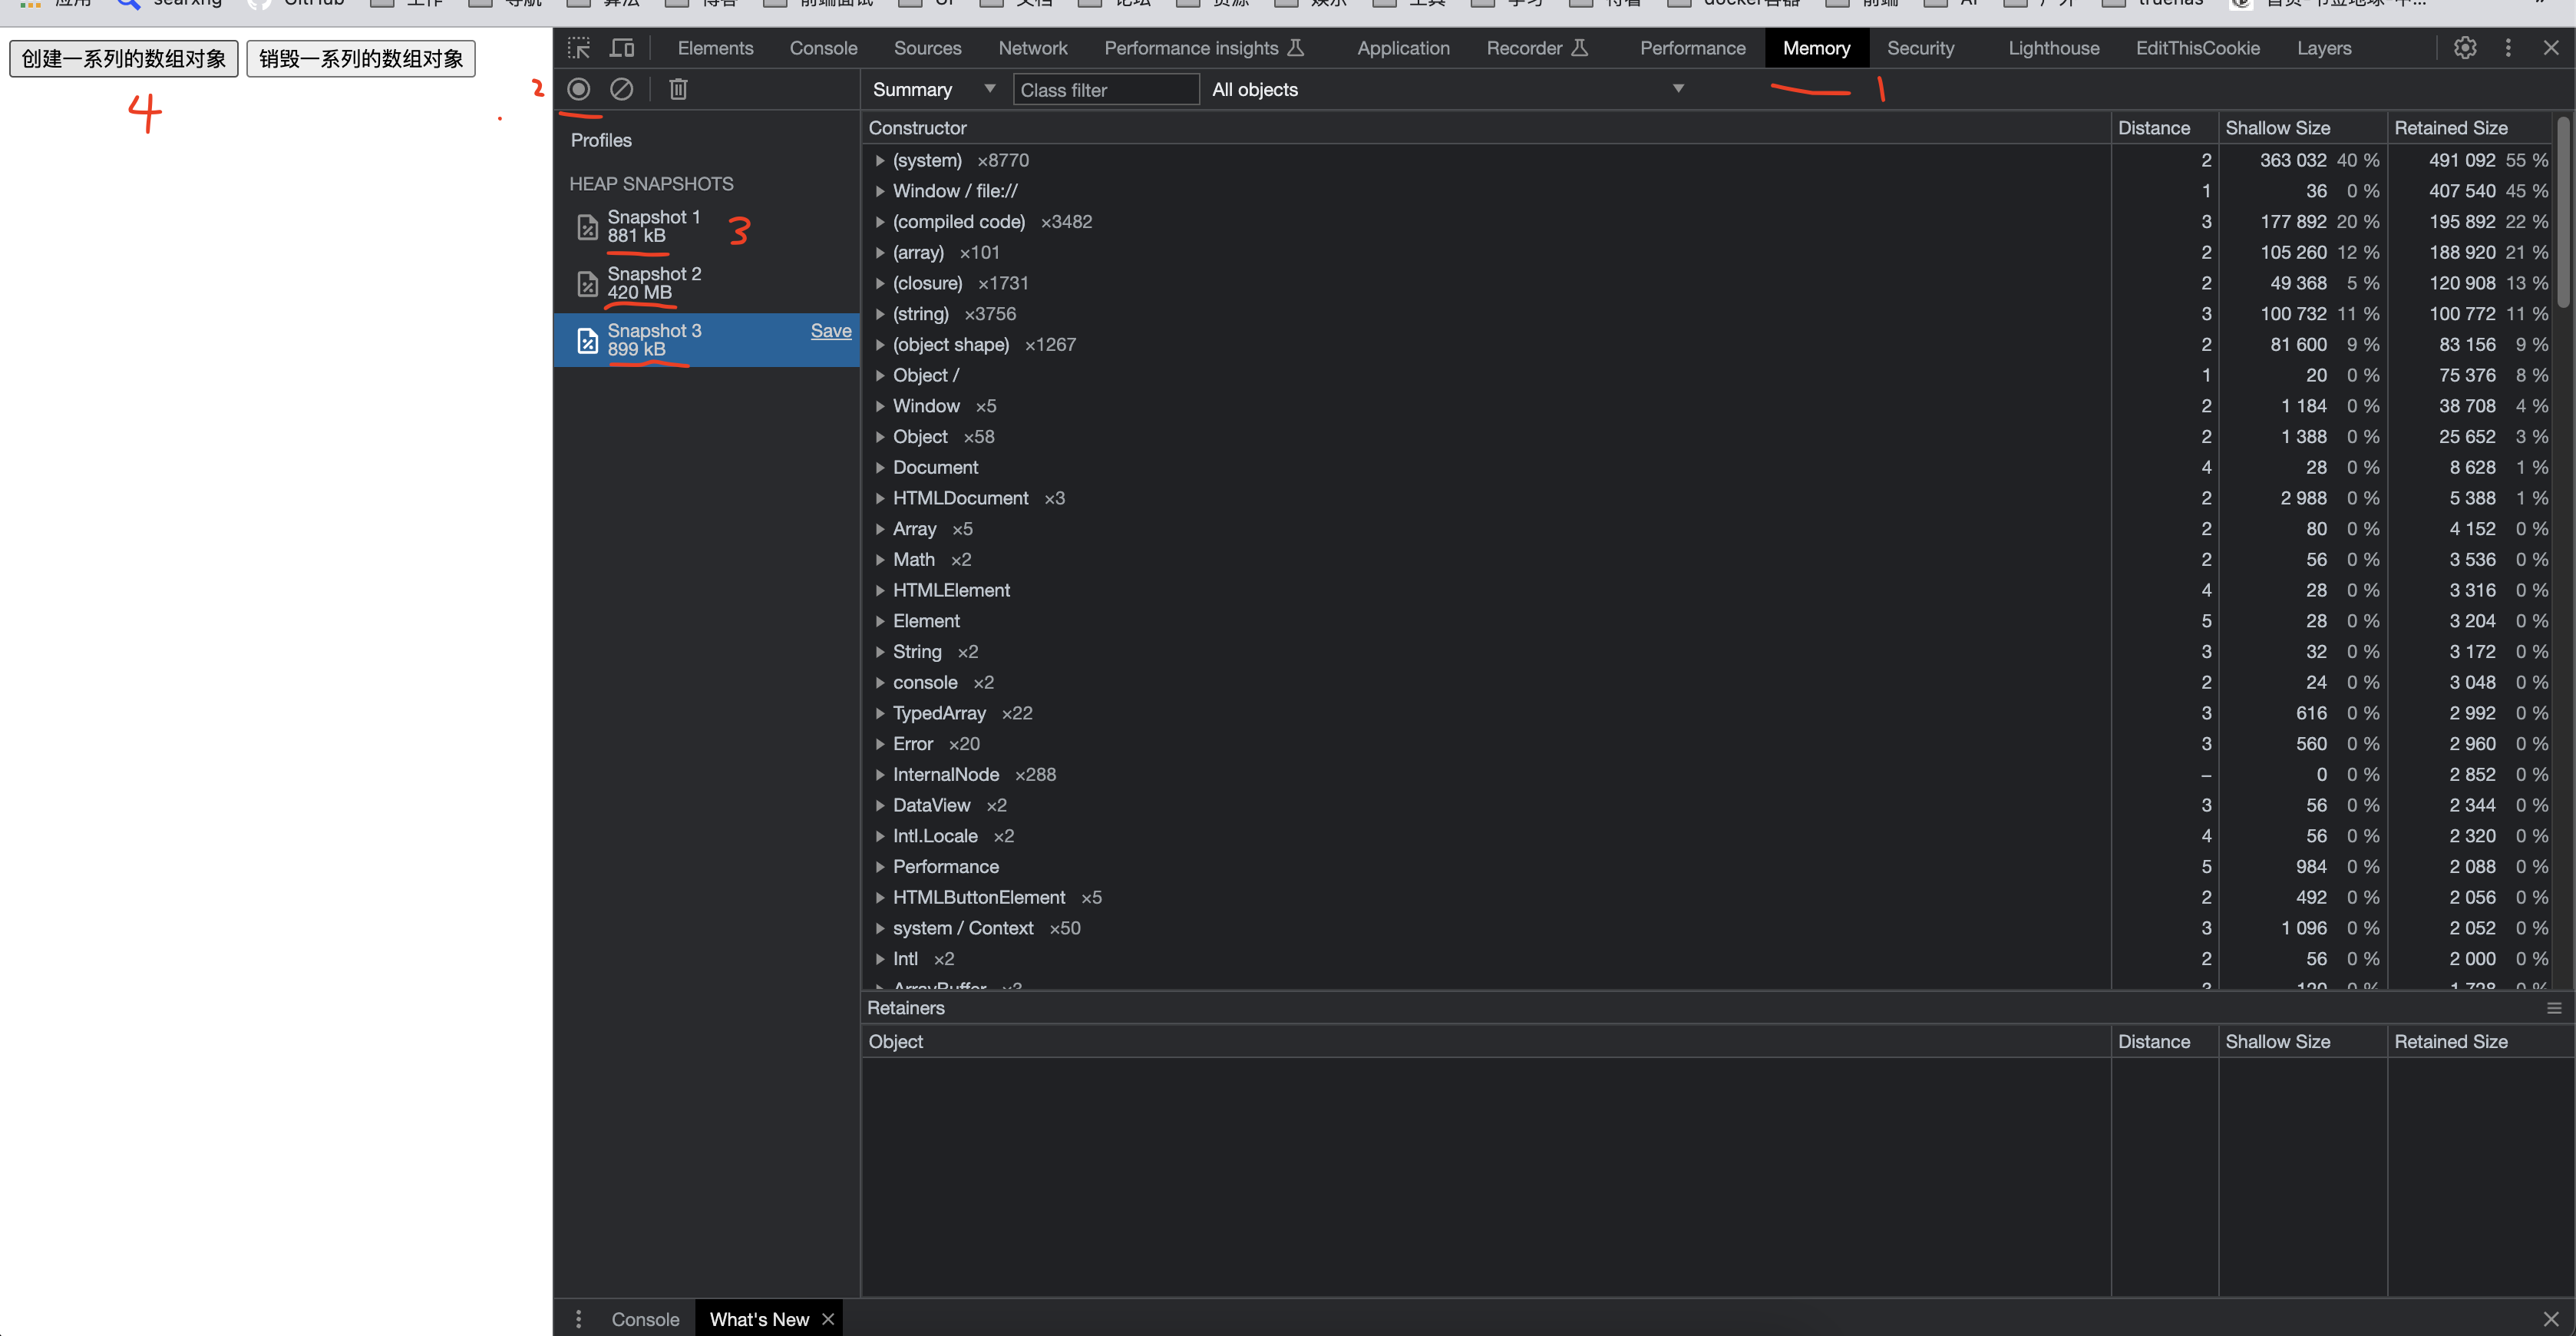 应用 searxng GitHub 工作 导航 算法 博客 前端面试 UI 文档 论坛 资源 娱乐 工具 学习 待看 docker容器 前端 AI 户外 truenas
创建一系列的数组对象 销毁一系列的数组对象
Elements Console Sources Network Performance insights Application Recorder Performance Memory Security Lighthouse EditThisCookie Layers
4
2
1
Summary Class filter All objects
Profiles
HEAP SNAPSHOTS
Snapshot 1
881 kB
3
Snapshot 2
420 MB
Snapshot 3 Save
899 kB
Constructor Distance Shallow Size Retained Size
(system) ×8770 2 363 032 40 % 491 092 55 %
Window / file:// 1 36 0 % 407 540 45 %
(compiled code) ×3482 3 177 892 20 % 195 892 22 %
(array) ×101 2 105 260 12 % 188 920 21 %
(closure) ×1731 2 49 368 5 % 120 908 13 %
(string) ×3756 3 100 732 11 % 100 772 11 %
(object shape) ×1267 2 81 600 9 % 83 156 9 %
Object / 1 20 0 % 75 376 8 %
Window ×5 2 1 184 0 % 38 708 4 %
Object ×58 2 1 388 0 % 25 652 3 %
Document 4 28 0 % 8 628 1 %
HTMLDocument ×3 2 2 988 0 % 5 388 1 %
Array ×5 2 80 0 % 4 152 0 %
Math ×2 2 56 0 % 3 536 0 %
HTMLElement 4 28 0 % 3 316 0 %
Element 5 28 0 % 3 204 0 %
String ×2 3 32 0 % 3 172 0 %
console ×2 2 24 0 % 3 048 0 %
TypedArray ×22 3 616 0 % 2 992 0 %
Error ×20 3 560 0 % 2 960 0 %
InternalNode ×288 – 0 0 % 2 852 0 %
DataView ×2 3 56 0 % 2 344 0 %
Intl.Locale ×2 4 56 0 % 2 320 0 %
Performance 5 984 0 % 2 088 0 %
HTMLButtonElement ×5 2 492 0 % 2 056 0 %
system / Context ×50 3 1 096 0 % 2 052 0 %
Intl ×2 2 56 0 % 2 000 0 %
ArrayBuffer
Retainers
Object Distance Shallow Size Retained Size
Console What's New